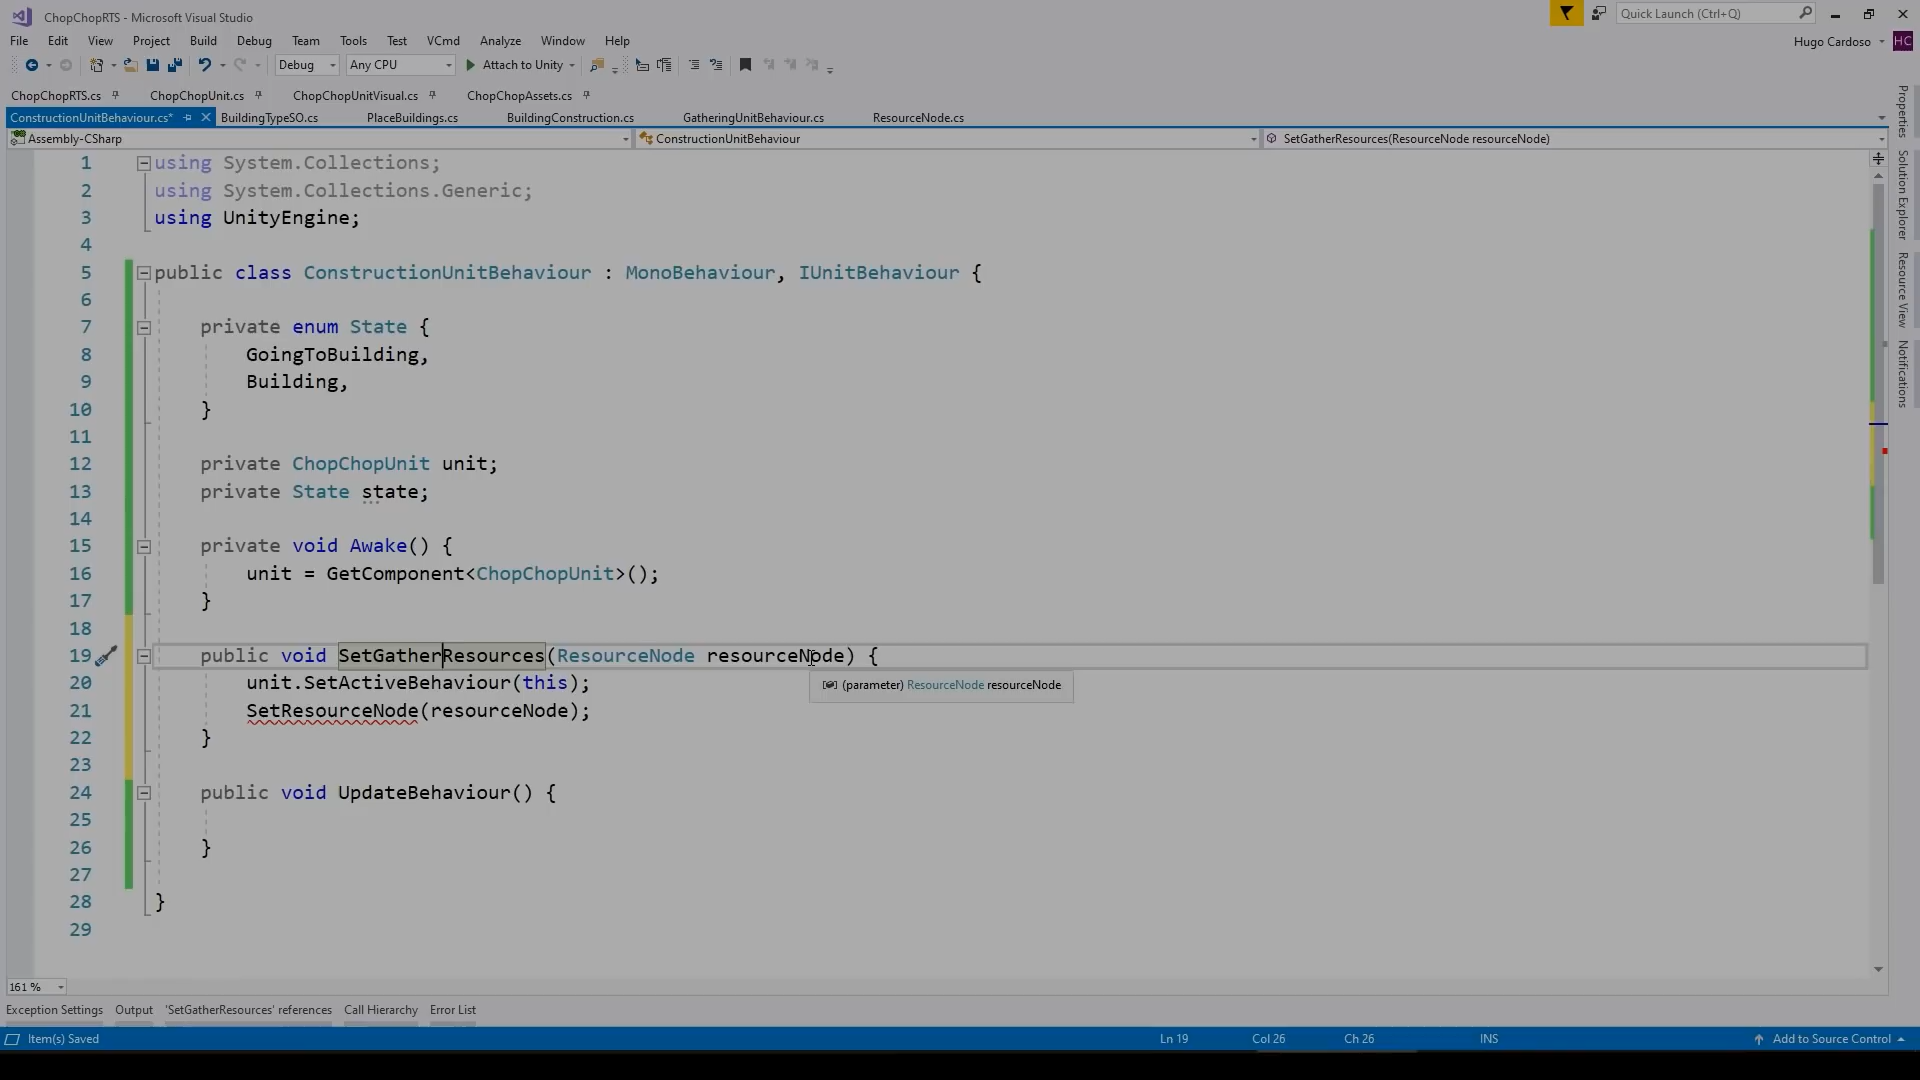 ChopChopRTS - Microsoft Visual Studio
Quick Launch (Ctrl+Q)
File Edit View Project Build Debug Team Tools Test VCmd Analyze Window Help
Hugo Cardoso HC
Debug Any CPU Attach to Unity
ChopChopRTS.cs ChopChopUnit.cs ChopChopUnitVisual.cs ChopChopAssets.cs
ConstructionUnitBehaviour.cs* BuildingTypeSO.cs PlaceBuildings.cs BuildingConstruction.cs GatheringUnitBehaviour.cs ResourceNode.cs
Assembly-CSharp ConstructionUnitBehaviour SetGatherResources(ResourceNode resourceNode)
1 using System.Collections;
2 using System.Collections.Generic;
3 using UnityEngine;
4
5 public class ConstructionUnitBehaviour : MonoBehaviour, IUnitBehaviour {
6
7 private enum State {
8 GoingToBuilding,
9 Building,
10 }
11
12 private ChopChopUnit unit;
13 private State state;
14
15 private void Awake() {
16 unit = GetComponent<ChopChopUnit>();
17 }
18
19 public void SetGatherResources(ResourceNode resourceNode) {
20 unit.SetActiveBehaviour(this);
(parameter) ResourceNode resourceNode
21 SetResourceNode(resourceNode);
22 }
23
24 public void UpdateBehaviour() {
25
26 }
27
28 }
29
161 %
Exception Settings Output 'SetGatherResources' references Call Hierarchy Error List
Item(s) Saved Ln 19 Col 26 Ch 26 INS Add to Source Control
Properties
Solution Explorer
Resource View
Notifications